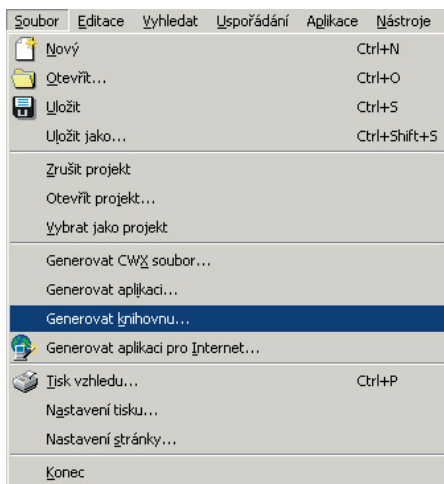 Soubor Editace Vyhledat Uspořádání Aplikace Nástroje
Nový Ctrl+N
Otevřít... Ctrl+O
Uložit Ctrl+S
Uložit jako... Ctrl+Shift+S
Zrušit projekt
Otevřít projekt...
Vybrat jako projekt
Generovat CWX soubor...
Generovat aplikaci...
Generovat knihovnu...
Generovat aplikaci pro Internet...
Tisk vzhledu... Ctrl+P
Nastavení tisku...
Nastavení stránky...
Konec